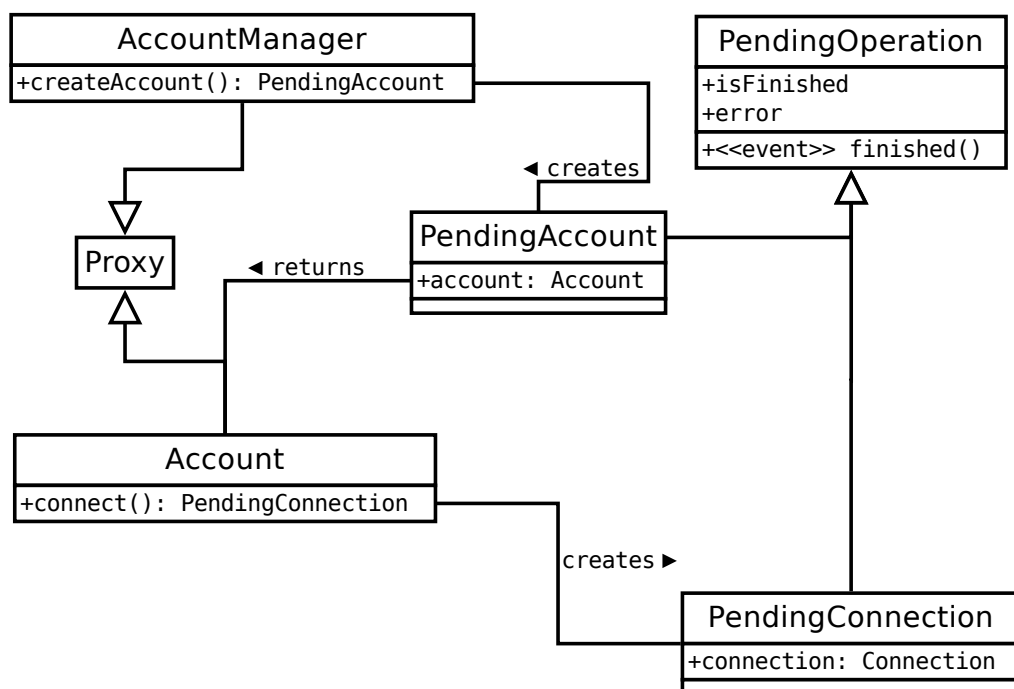 AccountManager
+createAccount(): PendingAccount
PendingOperation
+isFinished
+error
+<<event>> finished()
◄ creates
PendingAccount
+account: Account
Proxy
◄ returns
Account
+connect(): PendingConnection
creates ►
PendingConnection
+connection: Connection